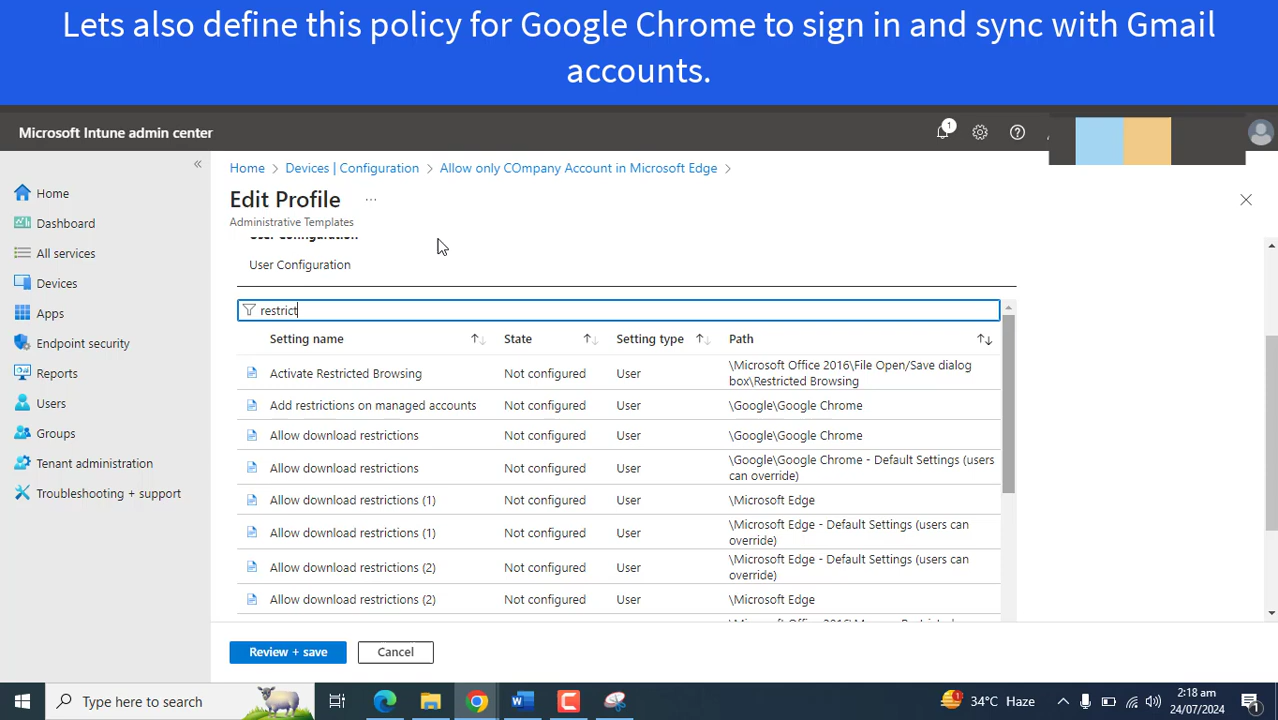 Lets also define this policy for Google Chrome to sign in and sync with Gmail
accounts.
Microsoft Intune admin center
1
Home
Dashboard
All services
Devices
Apps
Endpoint security
Reports
Users
Groups
Tenant administration
Troubleshooting + support
Home > Devices | Configuration > Allow only COmpany Account in Microsoft Edge >
Edit Profile ...
Administrative Templates
User Configuration
User Configuration
restrict
Setting name State Setting type Path
Activate Restricted Browsing Not configured User \Microsoft Office 2016\File Open/Save dialog
box\Restricted Browsing
Add restrictions on managed accounts Not configured User \Google\Google Chrome
Allow download restrictions Not configured User \Google\Google Chrome
Allow download restrictions Not configured User \Google\Google Chrome - Default Settings (users
can override)
Allow download restrictions (1) Not configured User \Microsoft Edge
Allow download restrictions (1) Not configured User \Microsoft Edge - Default Settings (users can
override)
Allow download restrictions (2) Not configured User \Microsoft Edge - Default Settings (users can
override)
Allow download restrictions (2) Not configured User \Microsoft Edge
Review + save Cancel
Type here to search
34°C Haze
2:18 am
24/07/2024
1